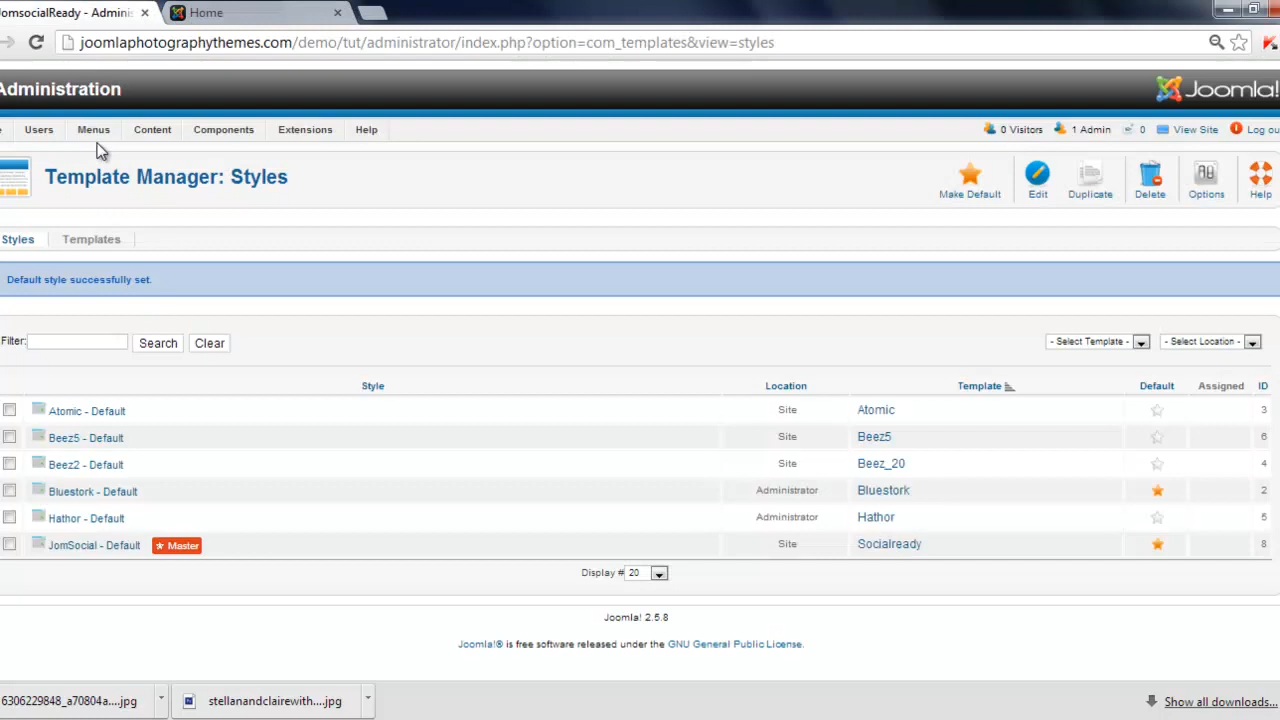 JomsocialReady - Adminis
Home
joomlaphotographythemes.com/demo/tut/administrator/index.php?option=com_templates&view=styles
Administration
Joomla!
e Users Menus Content Components Extensions Help
0 Visitors 1 Admin 0 View Site Log ou
Template Manager: Styles
Make Default Edit Duplicate Delete Options Help
Styles Templates
Default style successfully set.
Filter: Search Clear - Select Template - - Select Location -
Style Location Template Default Assigned ID
Atomic - Default Site Atomic 3
Beez5 - Default Site Beez5 6
Beez2 - Default Site Beez_20 4
Bluestork - Default Administrator Bluestork 2
Hathor - Default Administrator Hathor 5
JomSocial - Default Master Site Socialready 8
Display # 20
Joomla! 2.5.8
Joomla!® is free software released under the GNU General Public License.
6306229848_a70804a....jpg stellanandclairewith....jpg Show all downloads...